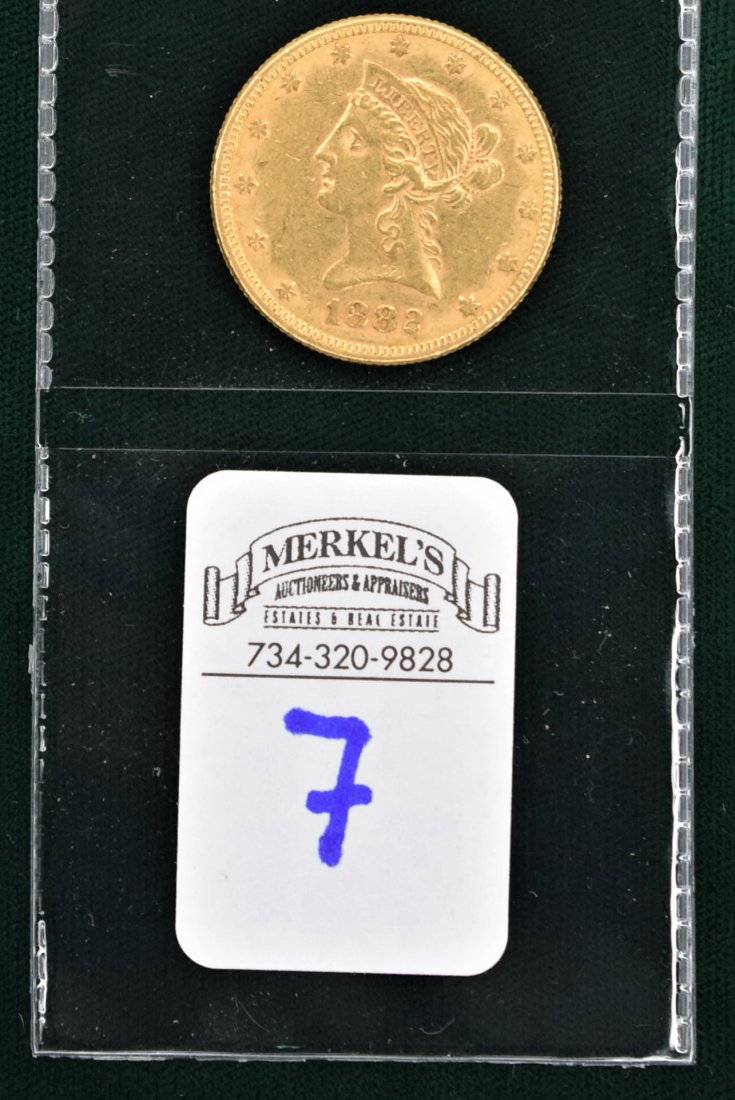 LIBERTY
1882
MERKEL'S
AUCTIONEERS & APPRAISERS
ESTATES & REAL ESTATE
734-320-9828
7